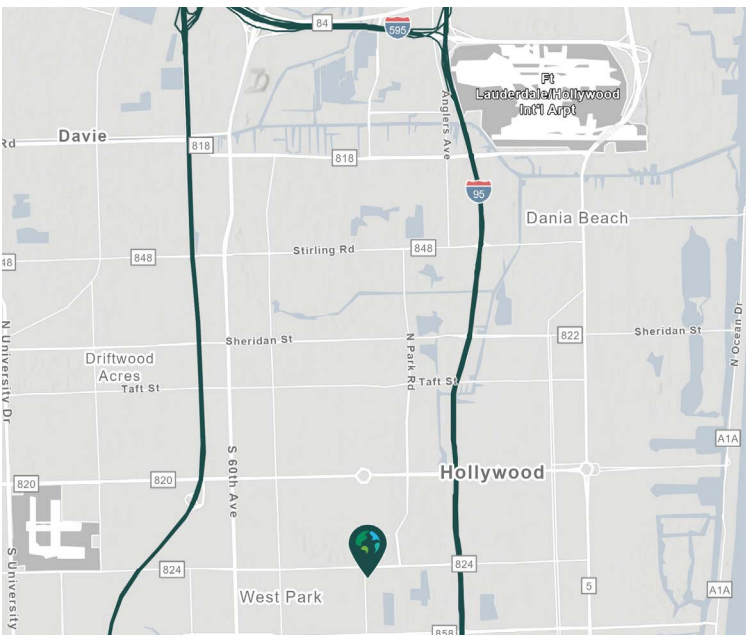 84
595
Ft
Lauderdale/Hollywood
Int'l Arpt
Anglers Ave
Rd
Davie
818
818
95
Dania Beach
48
848
Stirling Rd
848
N University Dr
Sheridan St
822
Sheridan St
N Ocean Dr
Driftwood
Acres
N Park Rd
Taft St
Taft St
A1A
S 60th Ave
820
820
Hollywood
S University
824
824
West Park
5
A1A
858